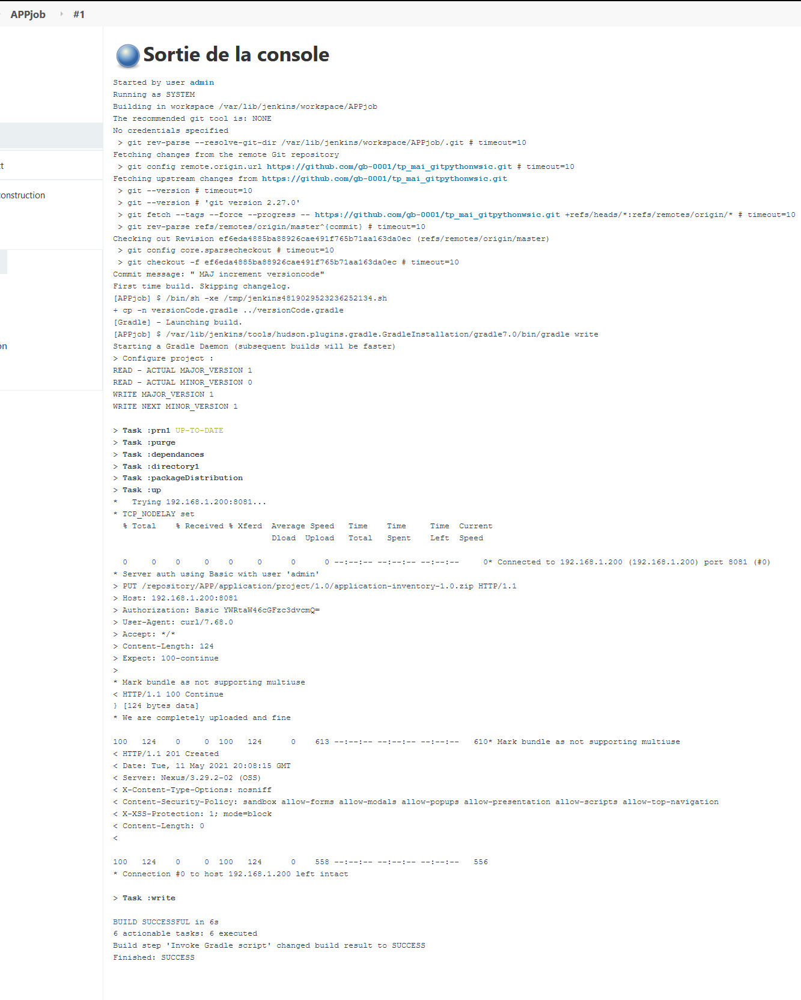 APPjob #1
Sortie de la console
Started by user admin
Running as SYSTEM
Building in workspace /var/lib/jenkins/workspace/APPjob
The recommended git tool is: NONE
No credentials specified
> git rev-parse --resolve-git-dir /var/lib/jenkins/workspace/APPjob/.git # timeout=10
Fetching changes from the remote Git repository
> git config remote.origin.url https://github.com/gb-0001/tp_mai_gitpythonwsic.git # timeout=10
Fetching upstream changes from https://github.com/gb-0001/tp_mai_gitpythonwsic.git
> git --version # timeout=10
> git --version # 'git version 2.27.0'
> git fetch --tags --force --progress -- https://github.com/gb-0001/tp_mai_gitpythonwsic.git +refs/heads/*:refs/remotes/origin/* # timeout=10
> git rev-parse refs/remotes/origin/master^{commit} # timeout=10
Checking out Revision ef6eda4885ba88926cae491f765b71aa163da0ec (refs/remotes/origin/master)
> git config core.sparsecheckout # timeout=10
> git checkout -f ef6eda4885ba88926cae491f765b71aa163da0ec # timeout=10
Commit message: " MAJ increment versioncode"
First time build. Skipping changelog.
[APPjob] $ /bin/sh -xe /tmp/jenkins4819029523236252134.sh
+ cp -n versionCode.gradle ../versionCode.gradle
[Gradle] - Launching build.
[APPjob] $ /var/lib/jenkins/tools/hudson.plugins.gradle.GradleInstallation/gradle7.0/bin/gradle write
Starting a Gradle Daemon (subsequent builds will be faster)
> Configure project :
READ - ACTUAL MAJOR_VERSION 1
READ - ACTUAL MINOR_VERSION 0
WRITE MAJOR_VERSION 1
WRITE NEXT MINOR_VERSION 1
> Task :prn1 UP-TO-DATE
> Task :purge
> Task :dependances
> Task :directory1
> Task :packageDistribution
> Task :up
* Trying 192.168.1.200:8081...
* TCP_NODELAY set
% Total % Received % Xferd Average Speed Time Time Time Current
Dload Upload Total Spent Left Speed
0 0 0 0 0 0 0 0 --:--:-- --:--:-- --:--:-- 0* Connected to 192.168.1.200 (192.168.1.200) port 8081 (#0)
* Server auth using Basic with user 'admin'
> PUT /repository/APP/application/project/1.0/application-inventory-1.0.zip HTTP/1.1
> Host: 192.168.1.200:8081
> Authorization: Basic YWRtaW46cGFzc3dvcmQ=
> User-Agent: curl/7.68.0
> Accept: */*
> Content-Length: 124
> Expect: 100-continue
>
* Mark bundle as not supporting multiuse
< HTTP/1.1 100 Continue
} [124 bytes data]
* We are completely uploaded and fine
100 124 0 0 100 124 0 613 --:--:-- --:--:-- --:--:-- 610* Mark bundle as not supporting multiuse
< HTTP/1.1 201 Created
< Date: Tue, 11 May 2021 20:08:15 GMT
< Server: Nexus/3.29.2-02 (OSS)
< X-Content-Type-Options: nosniff
< Content-Security-Policy: sandbox allow-forms allow-modals allow-popups allow-presentation allow-scripts allow-top-navigation
< X-XSS-Protection: 1; mode=block
< Content-Length: 0
<
100 124 0 0 100 124 0 558 --:--:-- --:--:-- --:--:-- 556
* Connection #0 to host 192.168.1.200 left intact
> Task :write
BUILD SUCCESSFUL in 6s
6 actionable tasks: 6 executed
Build step 'Invoke Gradle script' changed build result to SUCCESS
Finished: SUCCESS